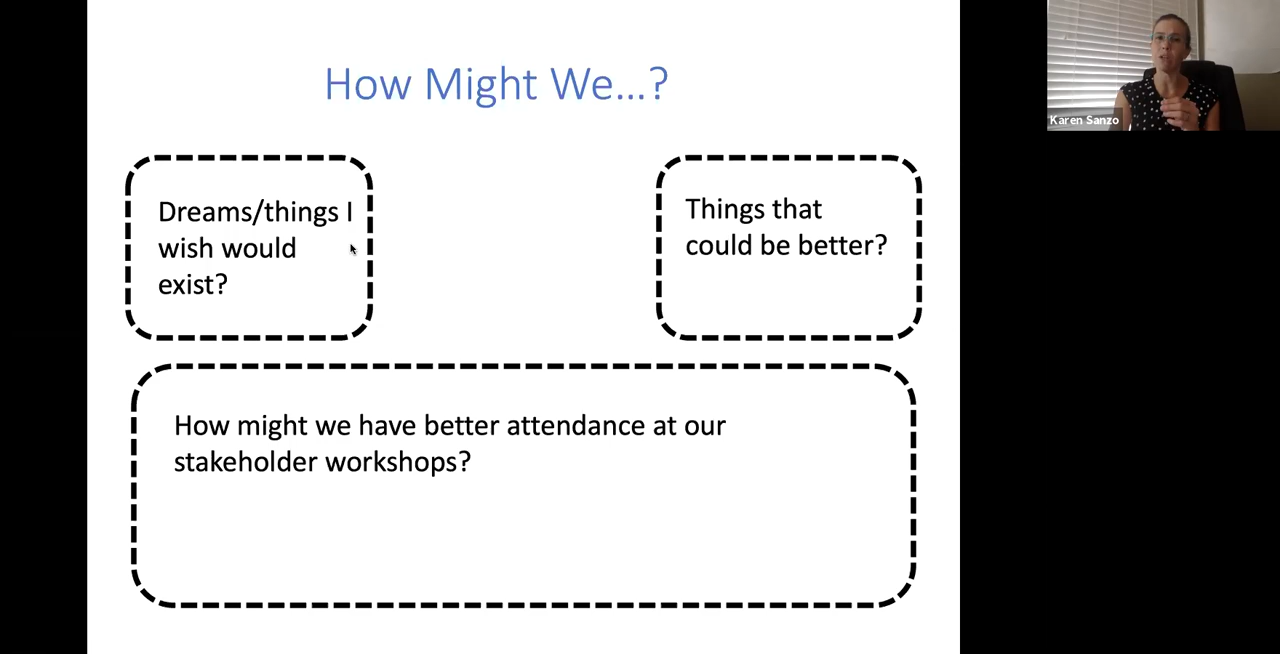 How Might We...?
Karen Sanzo
Dreams/things I
wish would
exist?
Things that
could be better?
How might we have better attendance at our
stakeholder workshops?